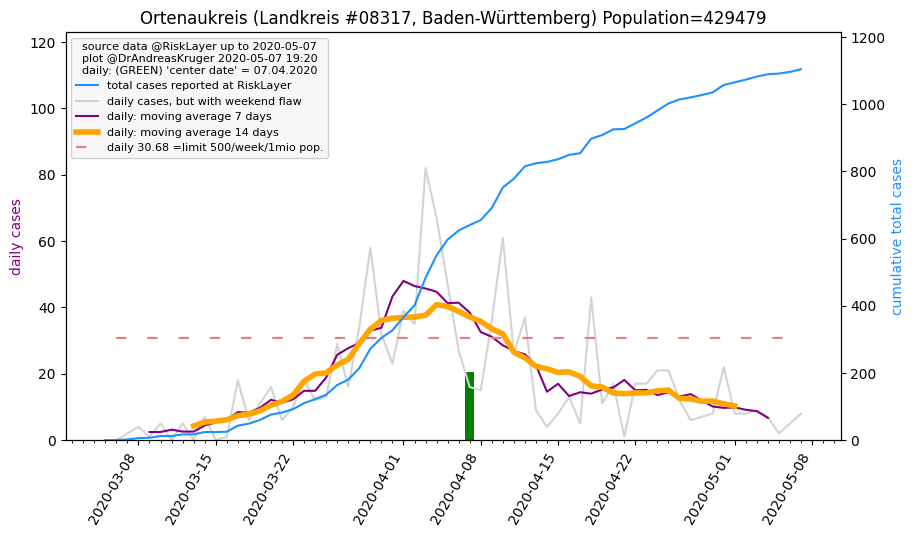 Ortenaukreis (Landkreis #08317, Baden-Württemberg) Population=429479
source data @RiskLayer up to 2020-05-07
plot @DrAndreasKruger 2020-05-07 19:20
daily: (GREEN) 'center date' = 07.04.2020
total cases reported at RiskLayer
daily cases, but with weekend flaw
daily: moving average 7 days
daily: moving average 14 days
daily 30.68 =limit 500/week/1mio pop.
daily cases
120
100
80
60
40
20
0
cumulative total cases
1200
1000
800
600
400
200
0
2020-03-08
2020-03-15
2020-03-22
2020-04-01
2020-04-08
2020-04-15
2020-04-22
2020-05-01
2020-05-08